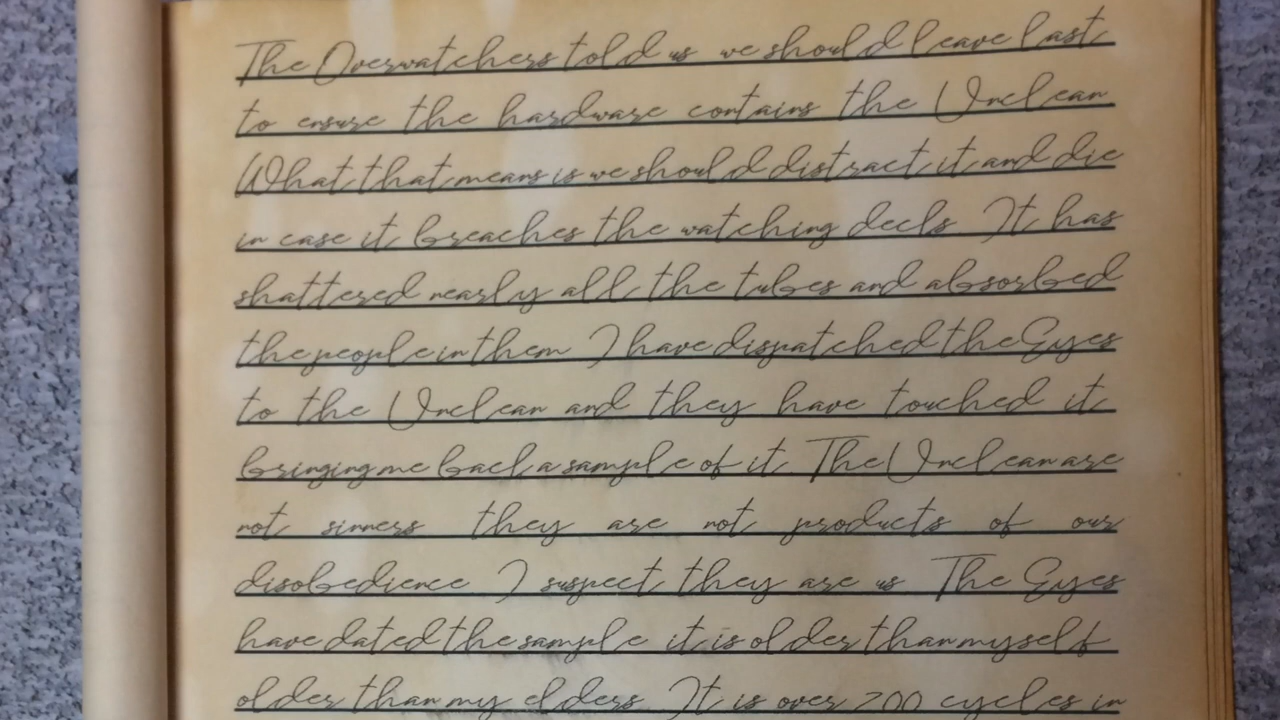 The Overwatchers told us we should leave last
to ensure the hardware contains the Unclean
What that means is we should distract it and die
in case it breaches the watching decks It has
shattered nearly all the tubes and absorbed
the people in them I have dispatched the Eyes
to the Unclean and they have touched it
bringing me back a sample of it The Unclean are
not sinners they are not products of our
disobedience I suspect they are us The Eyes
have dated the sample it is older than myself
older than my elders It is over 700 cycles in